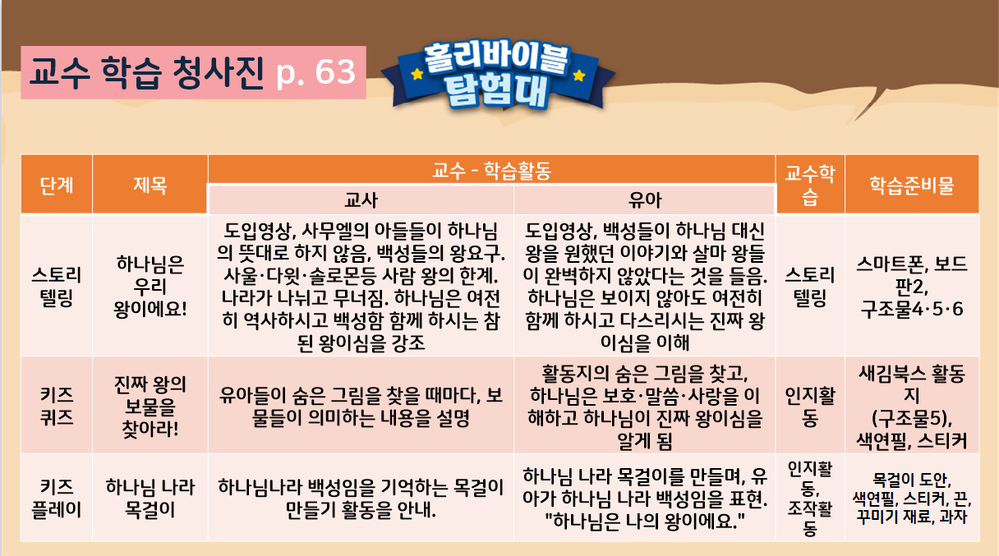 교수 학습 청사진 p. 63
홀리바이블
탐험대
단계
제목
교수 - 학습활동
교수학
습
학습준비물
교사
유아
스토리
텔링
하나님은
우리
왕이에요!
도입영상, 사무엘의 아들들이 하나님
의 뜻대로 하지 않음, 백성들의 왕요구.
사울·다윗·솔로몬등 사람 왕의 한계.
나라가 나뉘고 무너짐. 하나님은 여전
히 역사하시고 백성함 함께 하시는 참
된 왕이심을 강조
도입영상, 백성들이 하나님 대신
왕을 원했던 이야기와 살마 왕들
이 완벽하지 않았다는 것을 들음.
하나님은 보이지 않아도 여전히
함께 하시고 다스리시는 진짜 왕
이심을 이해
스토리
텔링
스마트폰, 보드
판2,
구조물4·5·6
키즈
퀴즈
진짜 왕의
보물을
찾아라!
유아들이 숨은 그림을 찾을 때마다, 보
물들이 의미하는 내용을 설명
활동지의 숨은 그림을 찾고,
하나님은 보호·말씀·사랑을 이
해하고 하나님이 진짜 왕이심을
알게 됨
인지활
동
새김북스 활동
지
(구조물5),
색연필, 스티커
키즈
플레이
하나님 나라
목걸이
하나님나라 백성임을 기억하는 목걸이
만들기 활동을 안내.
하나님 나라 목걸이를 만들며, 유
아가 하나님 나라 백성임을 표현.
"하나님은 나의 왕이에요."
인지활
동,
조작활
동
목걸이 도안,
색연필, 스티커, 끈,
꾸미기 재료, 과자